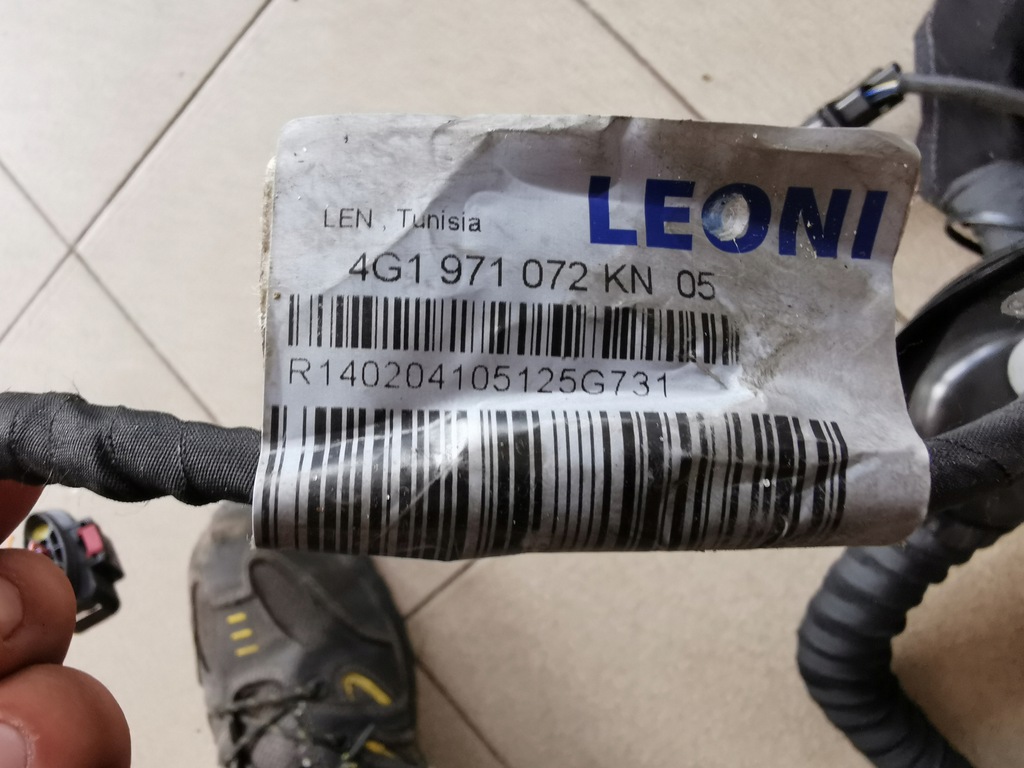 LEONI
LEN , Tunisia
4G1 971 072 KN 05
R140204105125G731